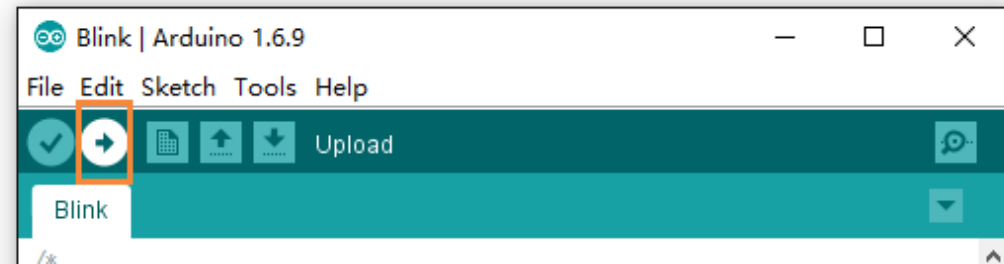 Blink | Arduino 1.6.9
File Edit Sketch Tools Help
Upload
Blink
/*